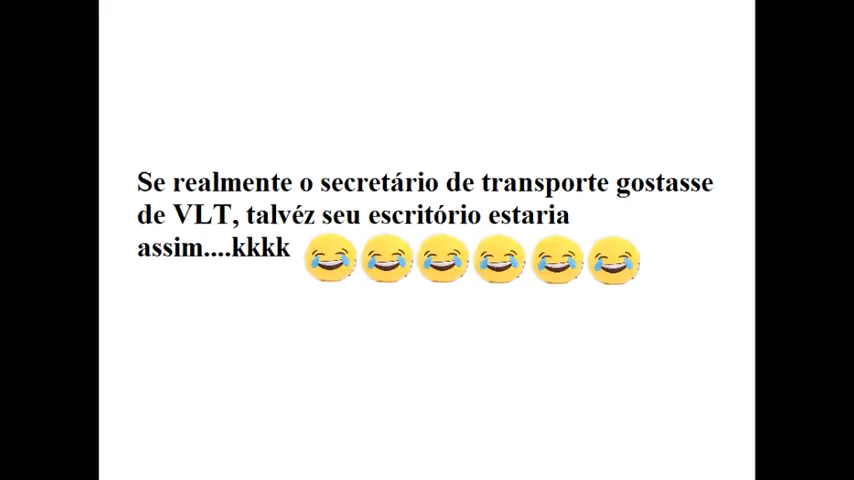 Se realmente o secretário de transporte gostasse
de VLT, talvéz seu escritório estaria
assim....kkkk